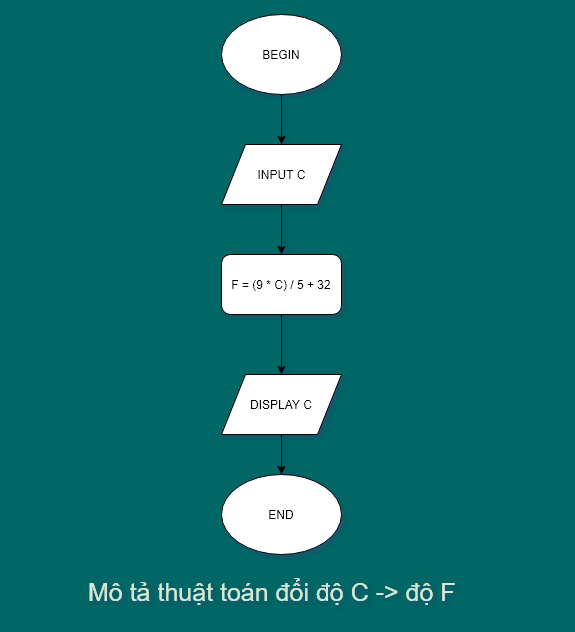 BEGIN
INPUT C
F = (9 * C) / 5 + 32
DISPLAY C
END
Mô tả thuật toán đổi độ C -> độ F